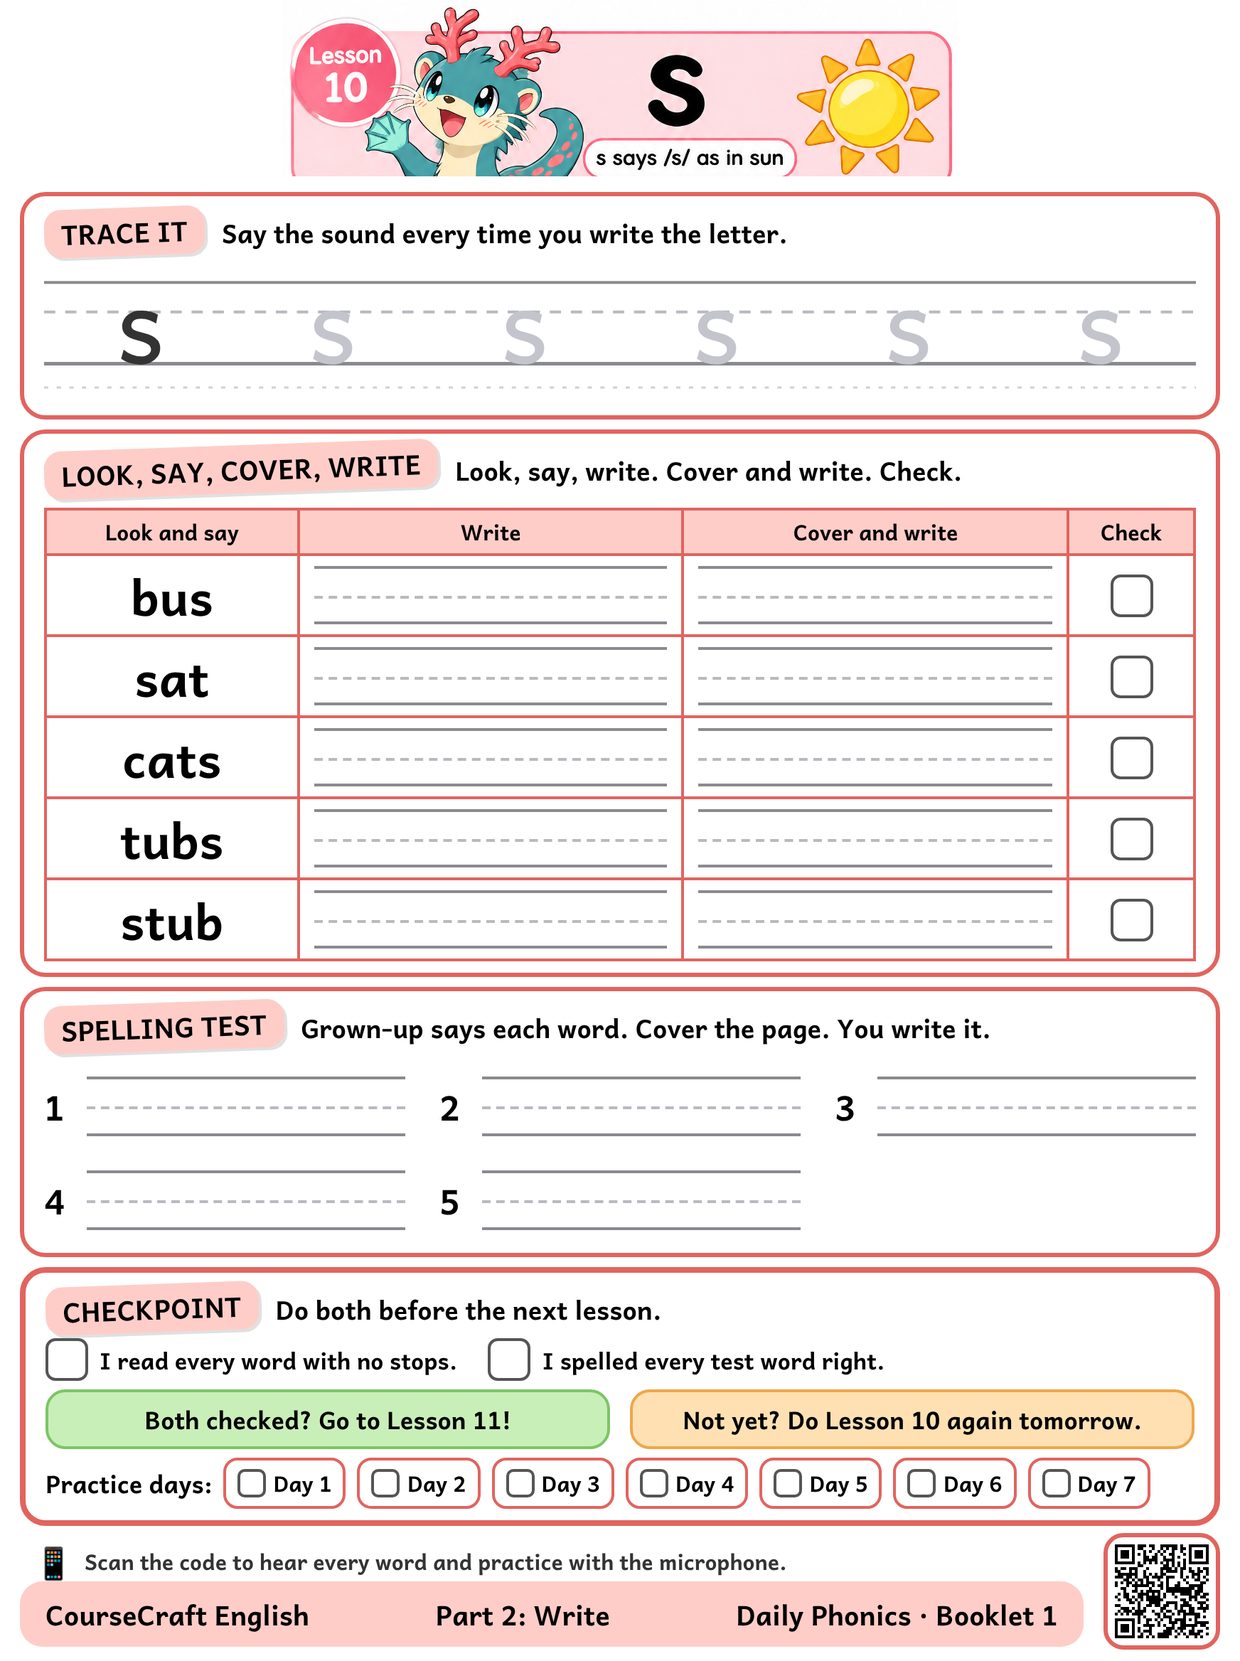 Lesson
10
s
s says /s/ as in sun
TRACE IT Say the sound every time you write the letter.
s s s s s s
LOOK, SAY, COVER, WRITE Look, say, write. Cover and write. Check.
Look and say Write Cover and write Check
bus
sat
cats
tubs
stub
SPELLING TEST Grown-up says each word. Cover the page. You write it.
1 2 3
4 5
CHECKPOINT Do both before the next lesson.
I read every word with no stops. I spelled every test word right.
Both checked? Go to Lesson 11! Not yet? Do Lesson 10 again tomorrow.
Practice days: Day 1 Day 2 Day 3 Day 4 Day 5 Day 6 Day 7
Scan the code to hear every word and practice with the microphone.
CourseCraft English Part 2: Write Daily Phonics · Booklet 1